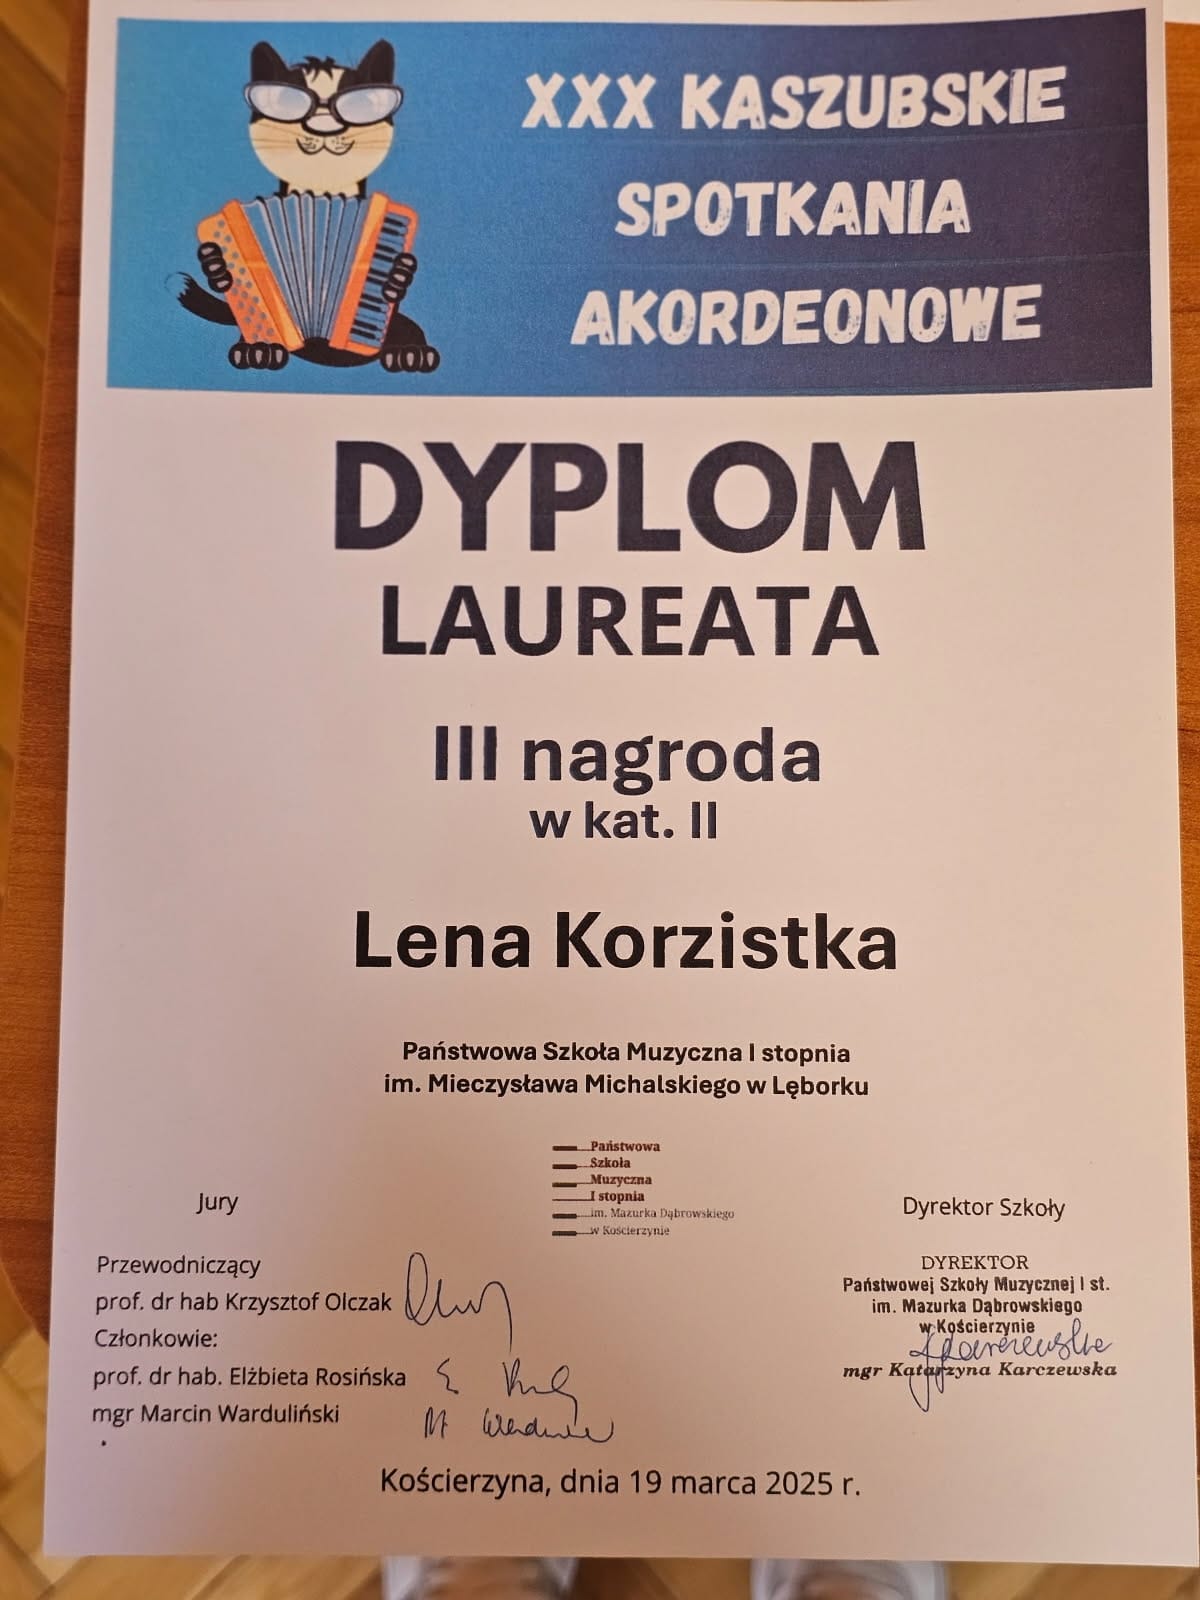 XXX KASZUBSKIE
SPOTKANIA
AKORDEONOWE
DYPLOM
LAUREATA
III nagroda
w kat. II
Lena Korzistka
Państwowa Szkoła Muzyczna I stopnia
im. Mieczysława Michalskiego w Lęborku
Państwowa
Szkoła
Muzyczna
I stopnia
im. Mazurka Dąbrowskiego
w Kościerzynie
Jury
Przewodniczący
prof. dr hab Krzysztof Olczak
Członkowie:
prof. dr hab. Elżbieta Rosińska
mgr Marcin Warduliński
Dyrektor Szkoły
DYREKTOR
Państwowej Szkoły Muzycznej I st.
im. Mazurka Dąbrowskiego
w Kościerzynie
mgr Katarzyna Karczewska
Kościerzyna, dnia 19 marca 2025 r.